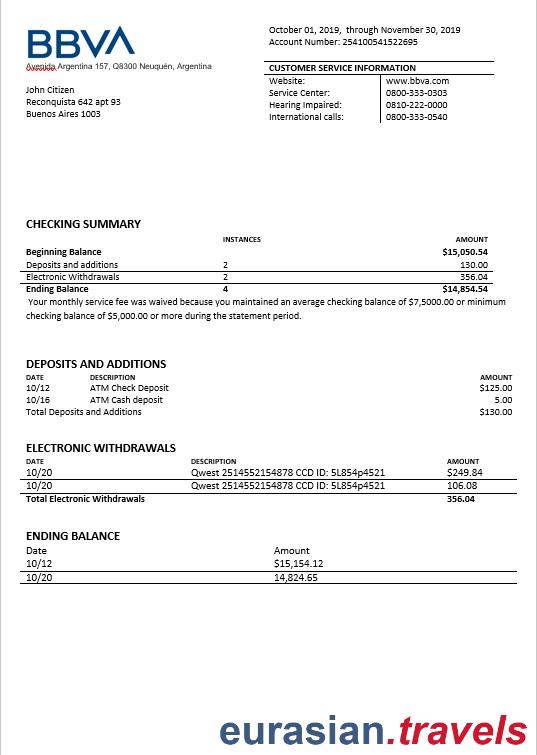 BBVA
Avenida Argentina 157, Q8300 Neuquén, Argentina
October 01, 2019, through November 30, 2019
Account Number: 254100541522695
CUSTOMER SERVICE INFORMATION
Website: www.bbva.com
Service Center: 0800-333-0303
Hearing Impaired: 0810-222-0000
International calls: 0800-333-0540
John Citizen
Reconquista 642 apt 93
Buenos Aires 1003
CHECKING SUMMARY
INSTANCES AMOUNT
Beginning Balance $15,050.54
Deposits and additions 2 130.00
Electronic Withdrawals 2 356.04
Ending Balance 4 $14,854.54
Your monthly service fee was waived because you maintained an average checking balance of $7,5000.00 or minimum
checking balance of $5,000.00 or more during the statement period.
DEPOSITS AND ADDITIONS
DATE DESCRIPTION AMOUNT
10/12 ATM Check Deposit $125.00
10/16 ATM Cash deposit 5.00
Total Deposits and Additions $130.00
ELECTRONIC WITHDRAWALS
DATE DESCRIPTION AMOUNT
10/20 Qwest 2514552154878 CCD ID: 5L854p4521 $249.84
10/20 Qwest 2514552154878 CCD ID: 5L854p4521 106.08
Total Electronic Withdrawals 356.04
ENDING BALANCE
Date Amount
10/12 $15,154.12
10/20 14,824.65
eurasian.travels